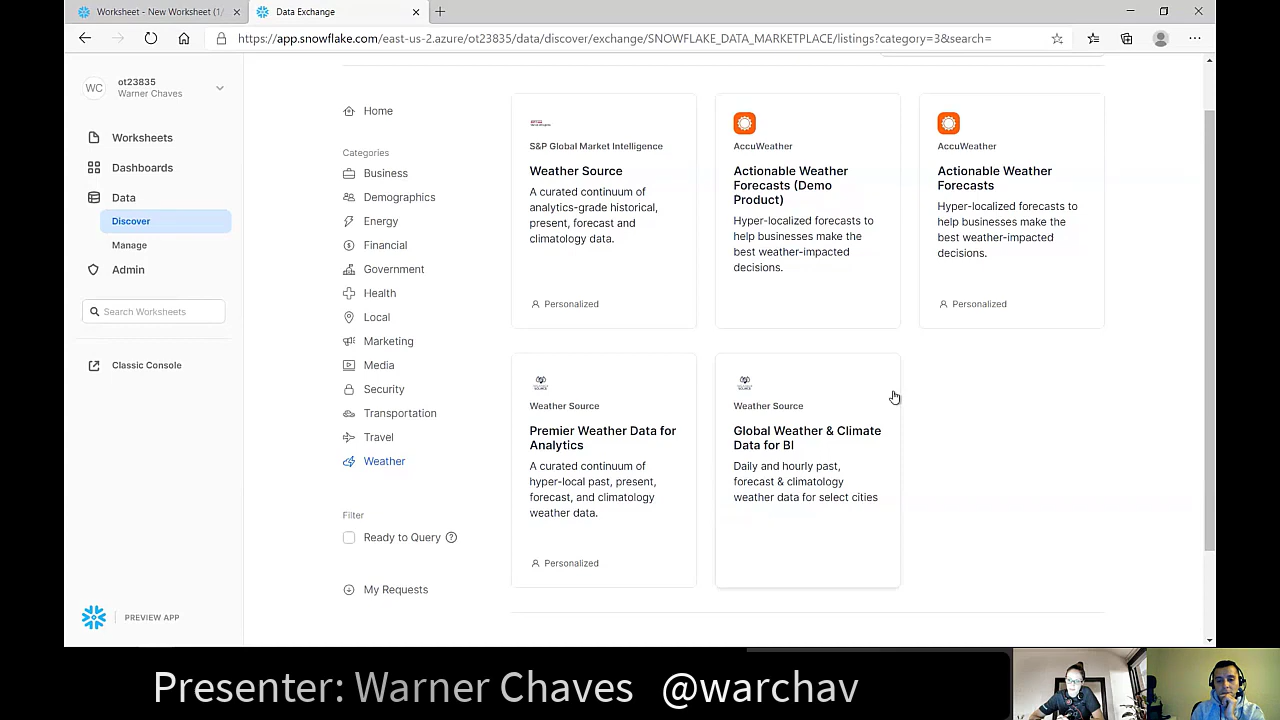 Worksheet - New Worksheet (1/
Data Exchange
https://app.snowflake.com/east-us-2.azure/ot23835/data/discover/exchange/SNOWFLAKE_DATA_MARKETPLACE/listings?category=3&search=
WC
ot23835
Warner Chaves
Worksheets
Dashboards
Data
Discover
Manage
Admin
Search Worksheets
Classic Console
PREVIEW APP
Home
Categories
Business
Demographics
Energy
Financial
Government
Health
Local
Marketing
Media
Security
Transportation
Travel
Weather
Filter
Ready to Query
My Requests
S&P Global Market Intelligence
Weather Source
A curated continuum of
analytics-grade historical,
present, forecast and
climatology data.
Personalized
AccuWeather
Actionable Weather
Forecasts (Demo
Product)
Hyper-localized forecasts to
help businesses make the
best weather-impacted
decisions.
AccuWeather
Actionable Weather
Forecasts
Hyper-localized forecasts to
help businesses make the
best weather-impacted
decisions.
Personalized
Weather Source
Premier Weather Data for
Analytics
A curated continuum of
hyper-local past, present,
forecast, and climatology
weather data.
Personalized
Weather Source
Global Weather & Climate
Data for BI
Daily and hourly past,
forecast & climatology
weather data for select cities
Presenter: Warner Chaves @warchav